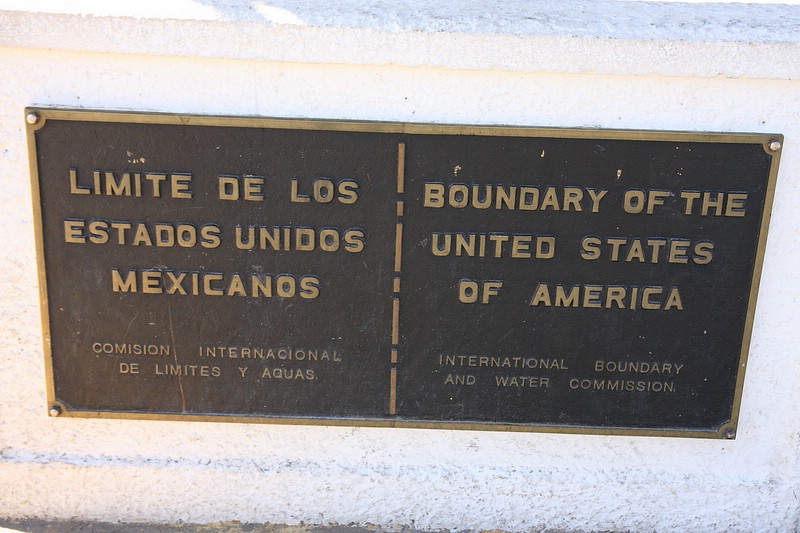 LIMITE DE LOS
ESTADOS UNIDOS
MEXICANOS
COMISION INTERNACIONAL
DE LIMITES Y AGUAS.
BOUNDARY OF THE
UNITED STATES
OF AMERICA
INTERNATIONAL BOUNDARY
AND WATER COMMISSION.